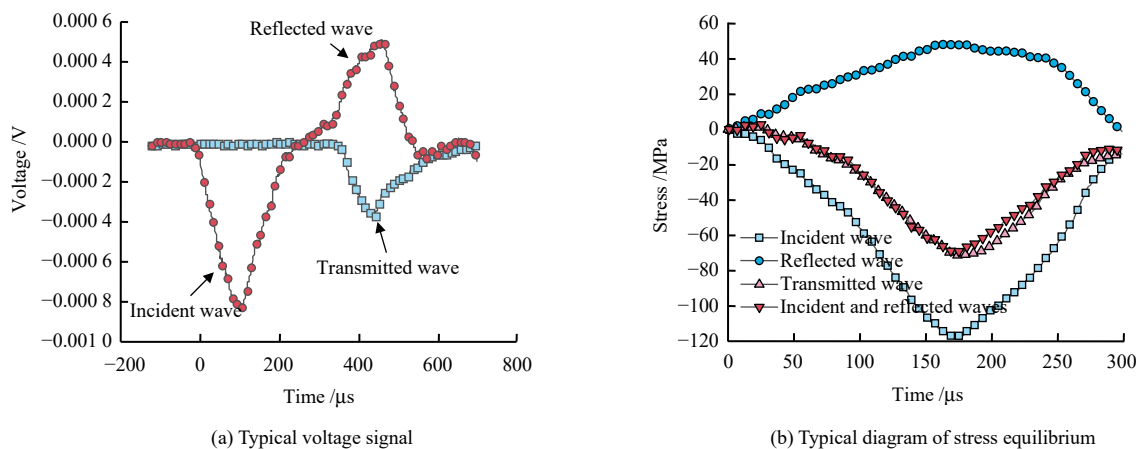 0.000 6
0.000 4
0.000 2
0.000 0
−0.000 2
−0.000 4
−0.000 6
−0.000 8
−0.001 0
Voltage /V
Reflected wave
Transmitted wave
Incident wave
−200
0
200
400
600
800
Time /μs
(a) Typical voltage signal
60
40
20
0
−20
−40
−60
−80
−100
−120
Stress /MPa
Incident wave
Reflected wave
Transmitted wave
Incident and reflected waves
0
50
100
150
200
250
300
Time /μs
(b) Typical diagram of stress equilibrium